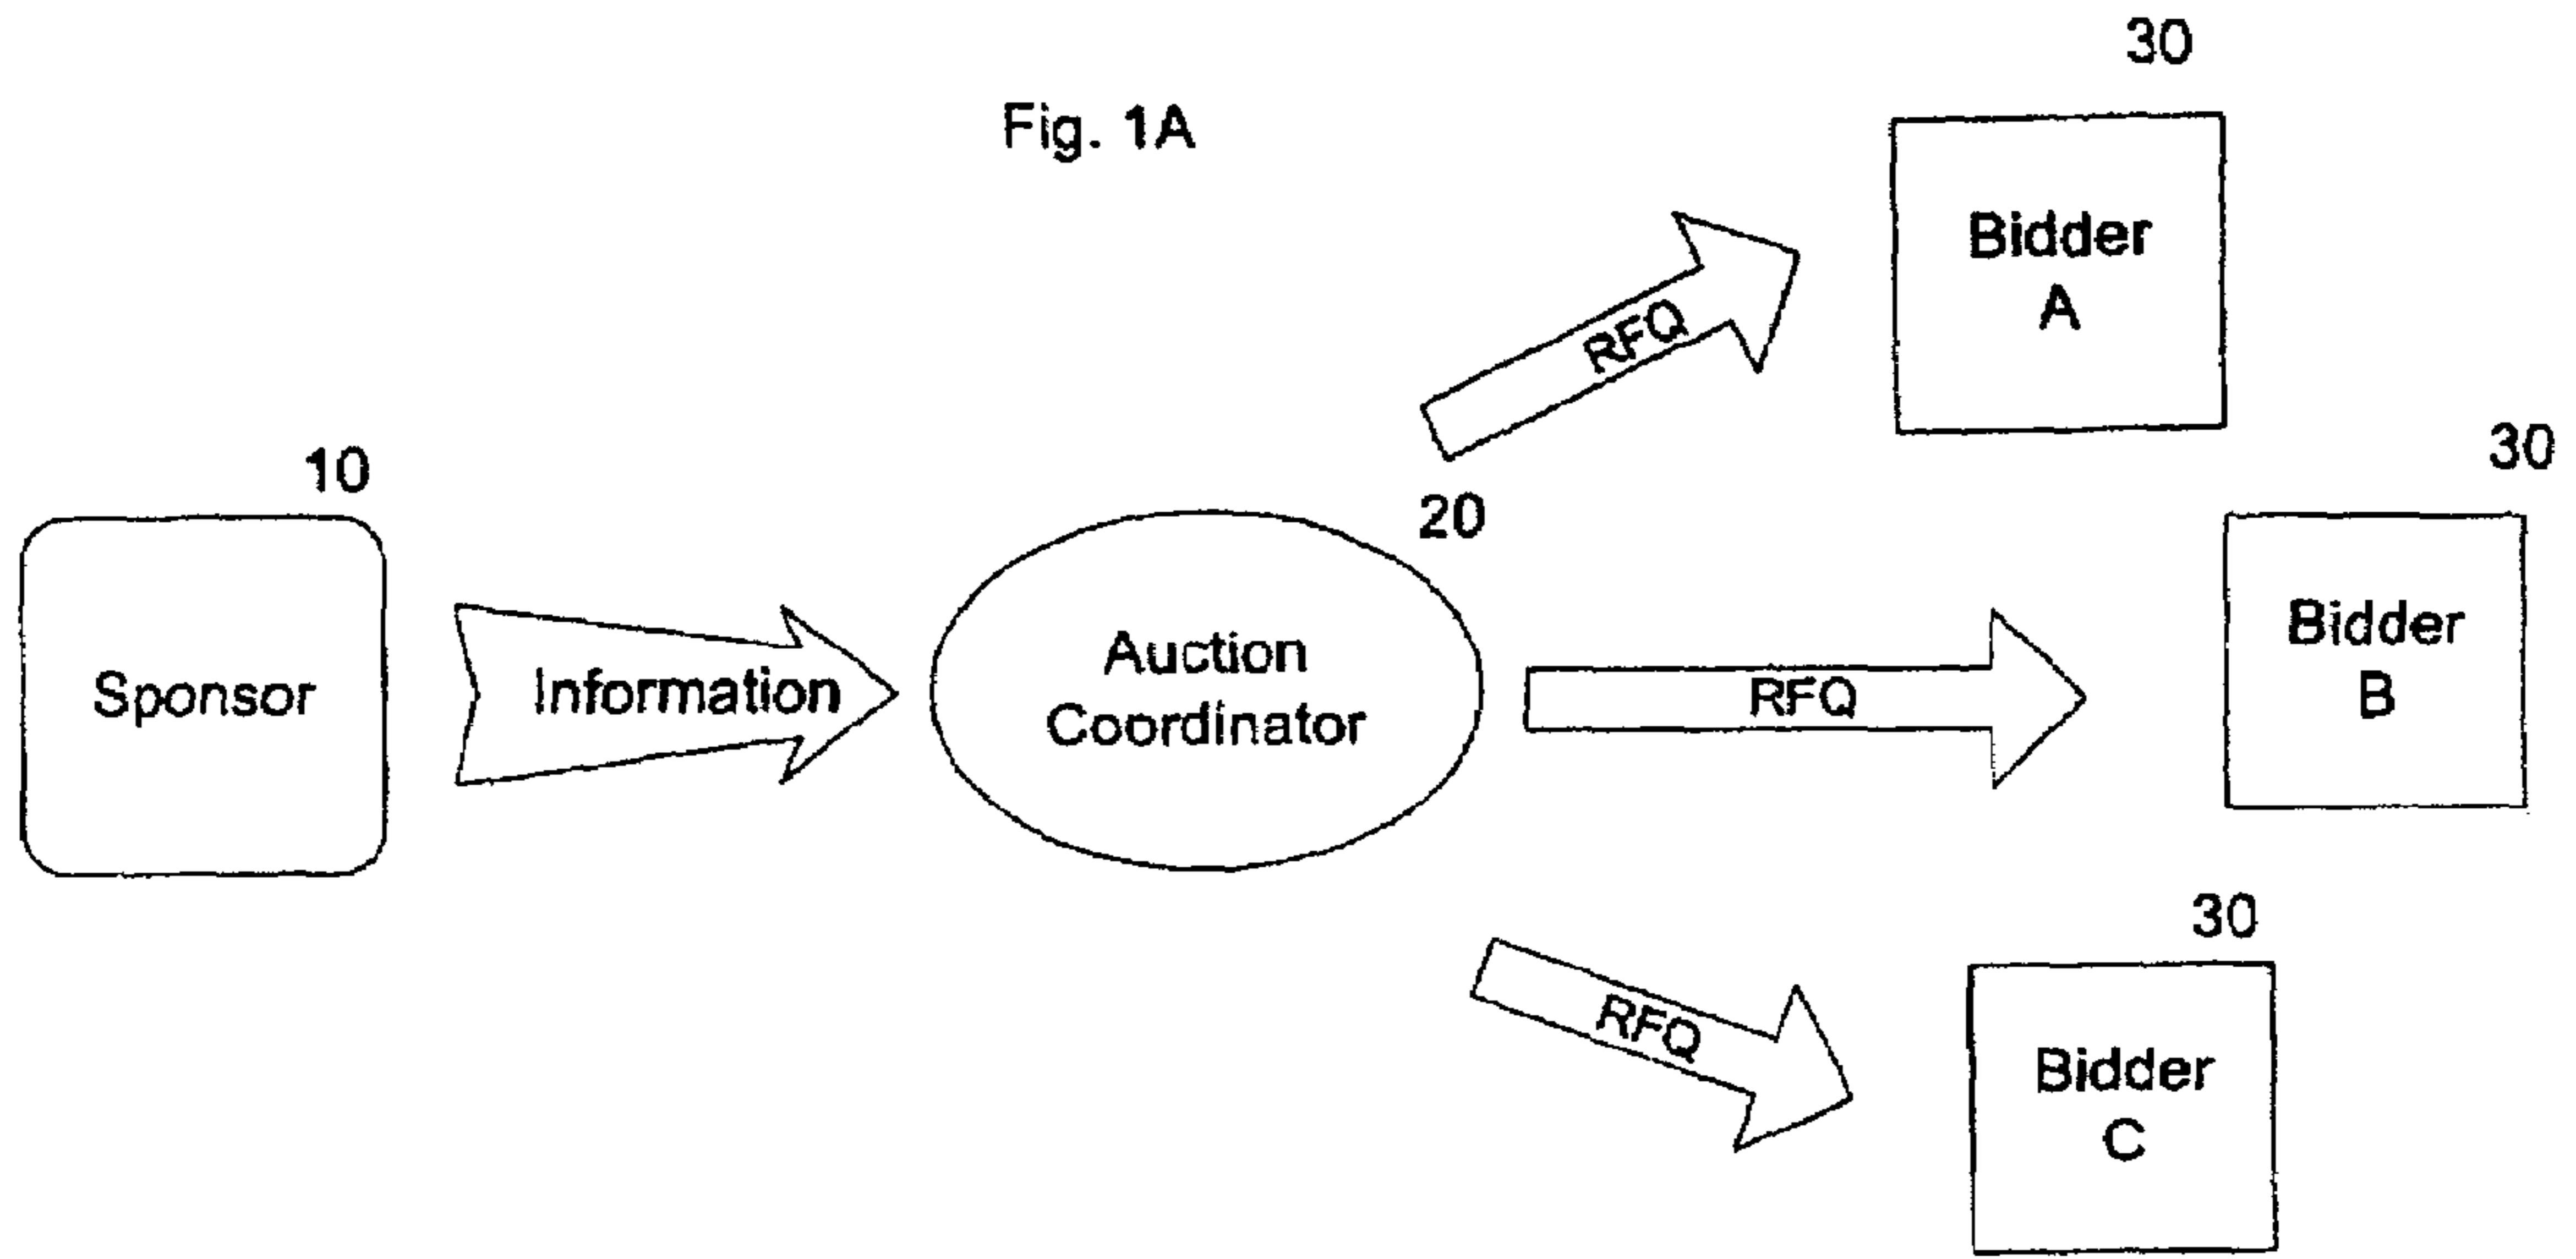 Fig. 1A
30
Bidder
A
RFQ
10
Sponsor
Information
20
Auction
Coordinator
RFQ
30
Bidder
B
RFQ
30
Bidder
C